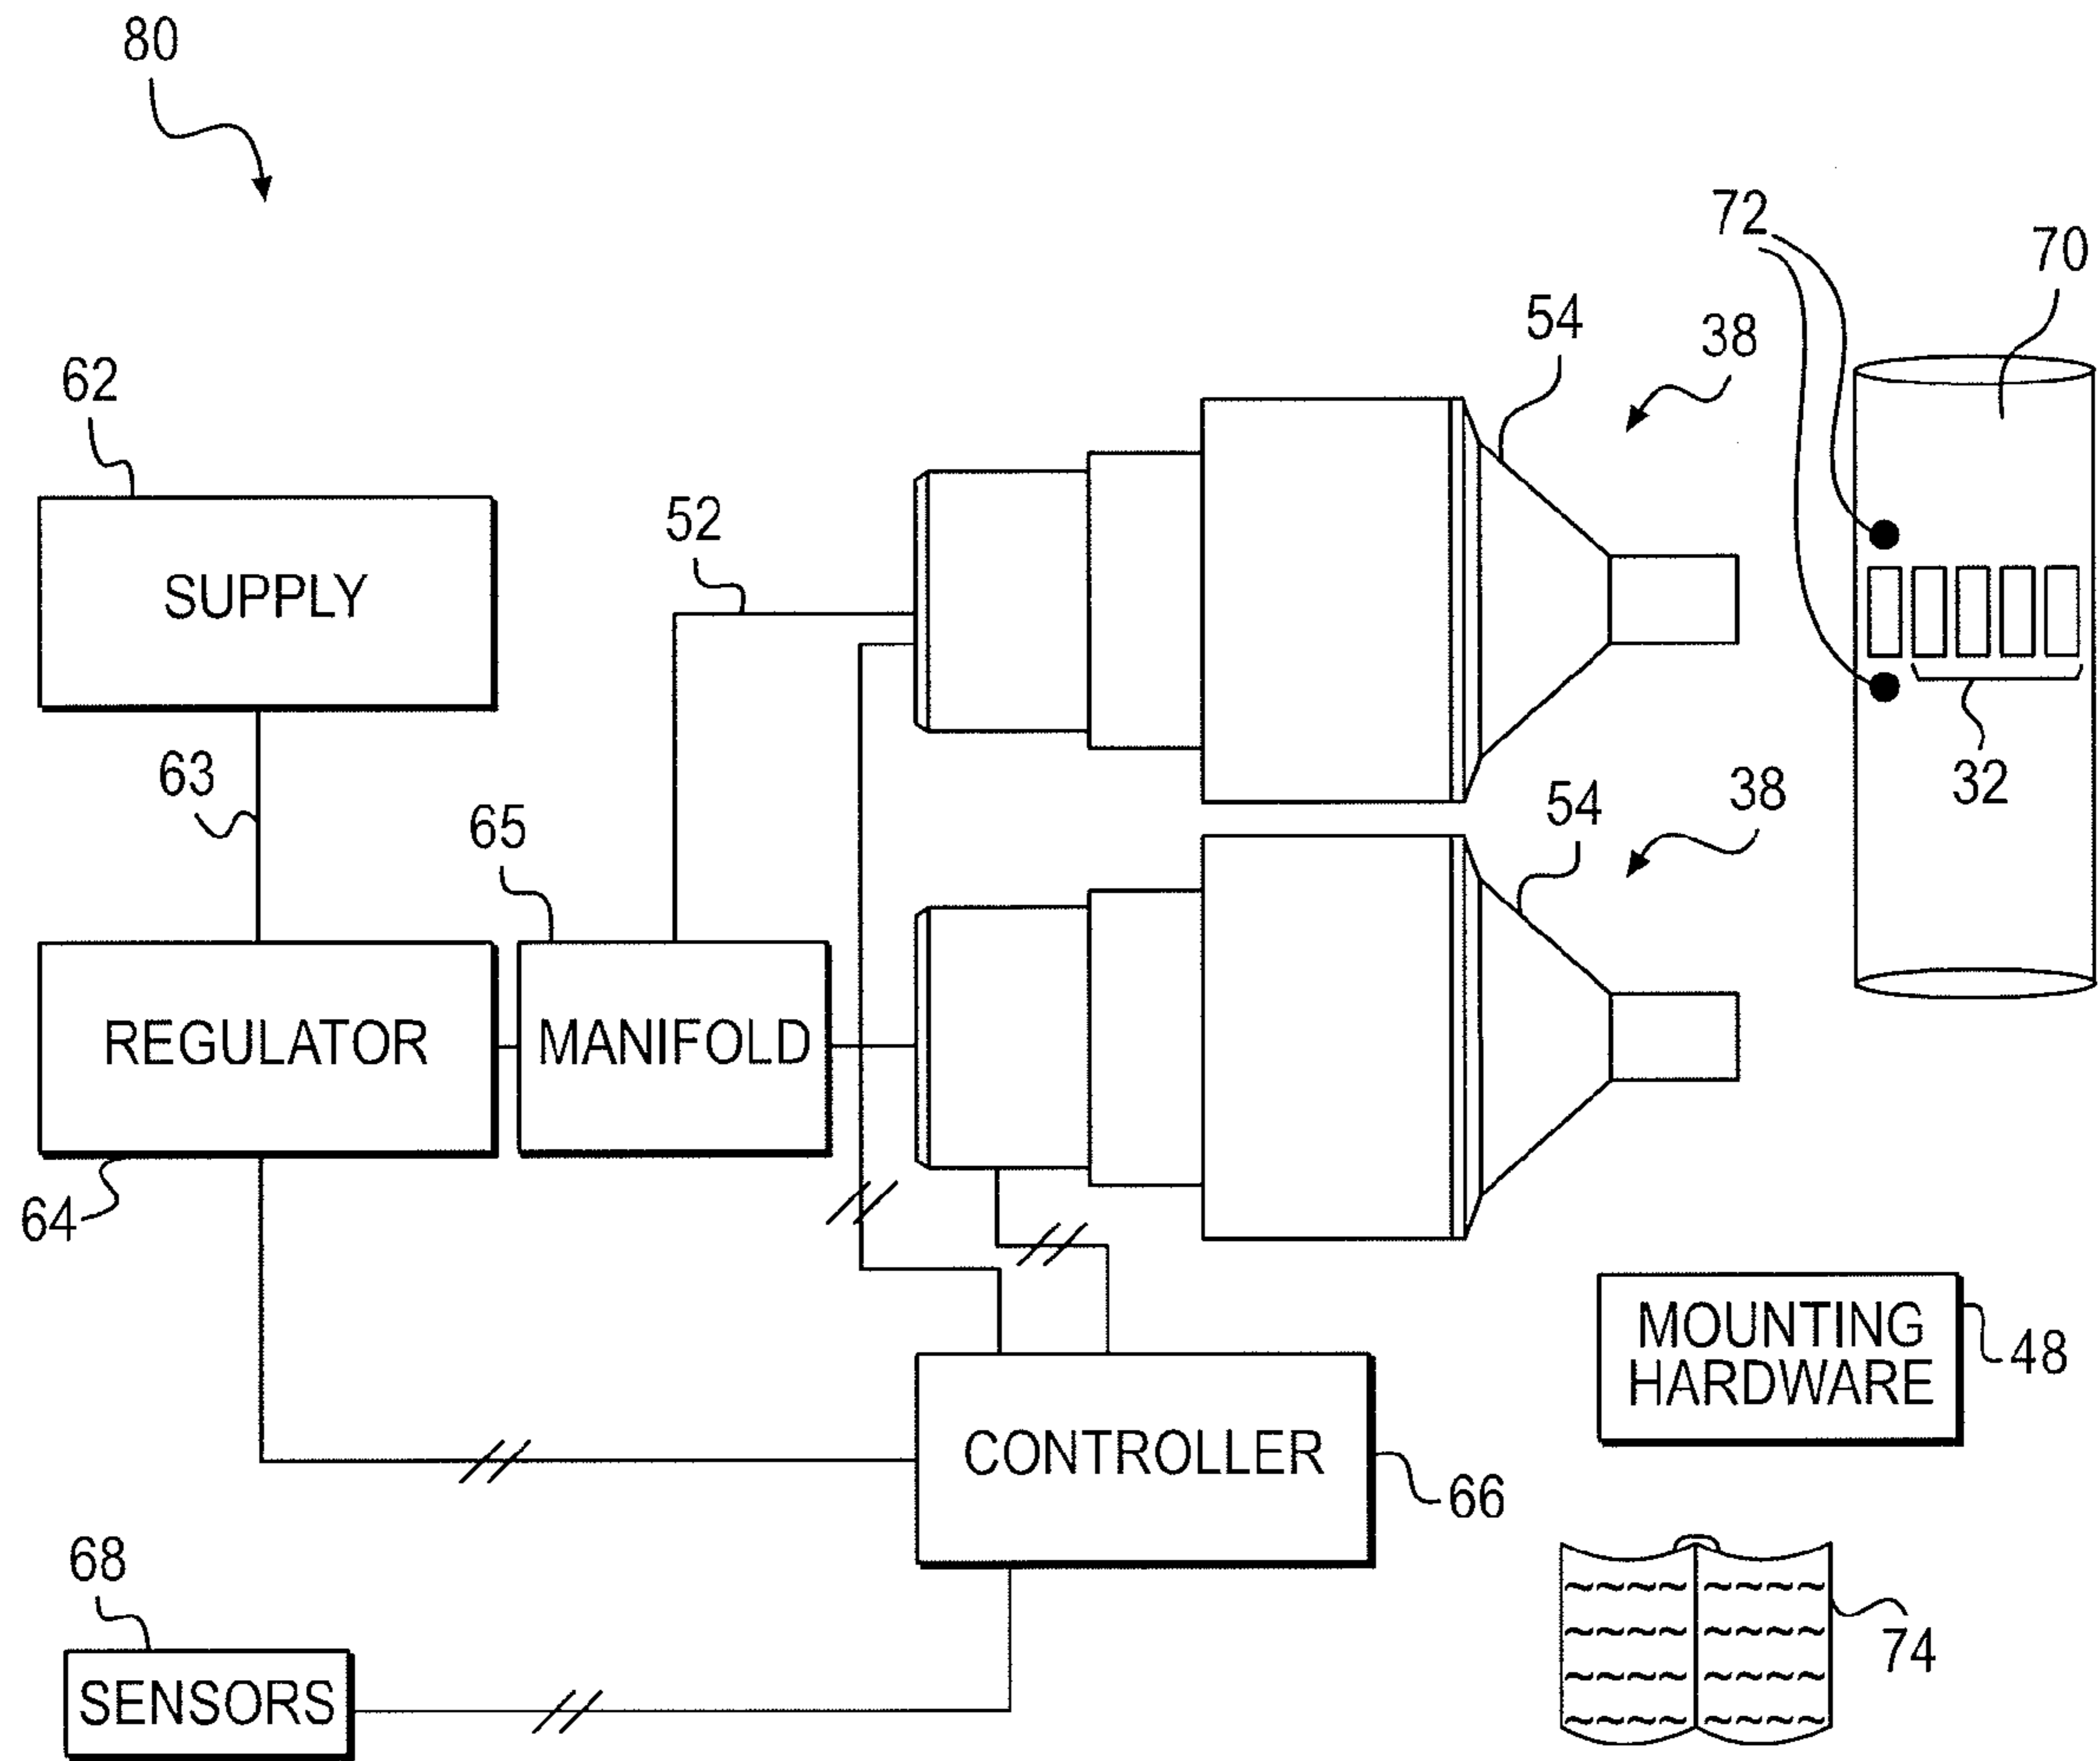 80
72
70
54
38
62
52
SUPPLY
63
32
65
54
38
REGULATOR
MANIFOLD
64
MOUNTING
HARDWARE
48
CONTROLLER
66
68
74
SENSORS